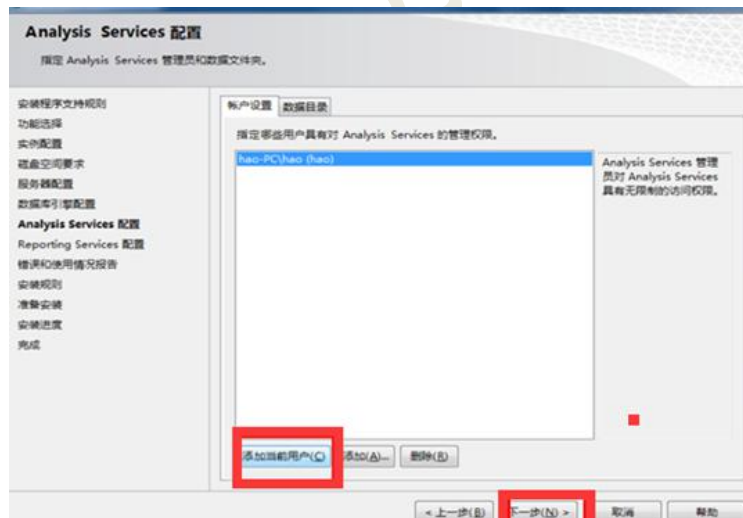 Analysis Services 配置
指定 Analysis Services 管理员和数据文件夹。
安装程序支持规则
功能选择
实例配置
磁盘空间要求
服务器配置
数据库引擎配置
Analysis Services 配置
Reporting Services 配置
错误和使用情况报告
安装规则
准备安装
安装进度
完成
帐户设置 数据目录
指定哪些用户具有对 Analysis Services 的管理权限。
hao-PC\hao (hao)
Analysis Services 管理
员对 Analysis Services
具有无限制的访问权限。
添加当前用户(C) 添加(A)... 删除(R)
< 上一步(B) 下一步(N) > 取消 帮助